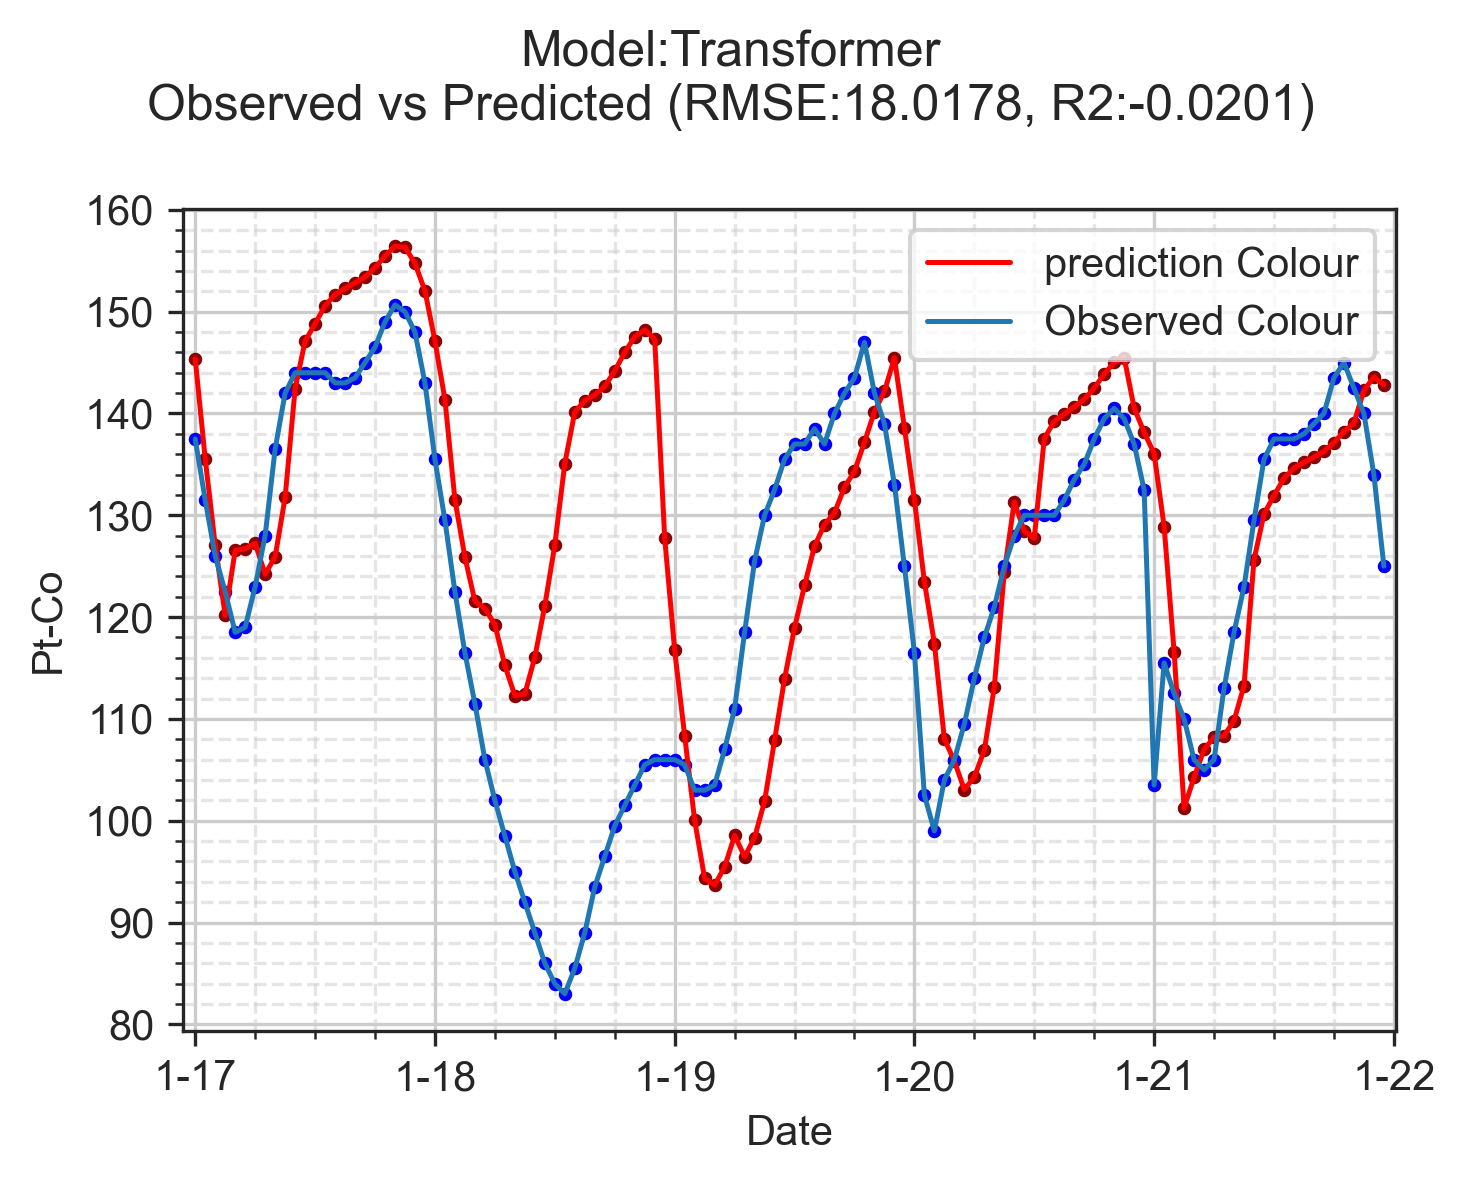 Model:Transformer
Observed vs Predicted (RMSE:18.0178, R2:-0.0201)
160
150
140
130
120
110
100
90
80
Pt-Co
prediction Colour
Observed Colour
1-17
1-18
1-19
1-20
1-21
1-22
Date